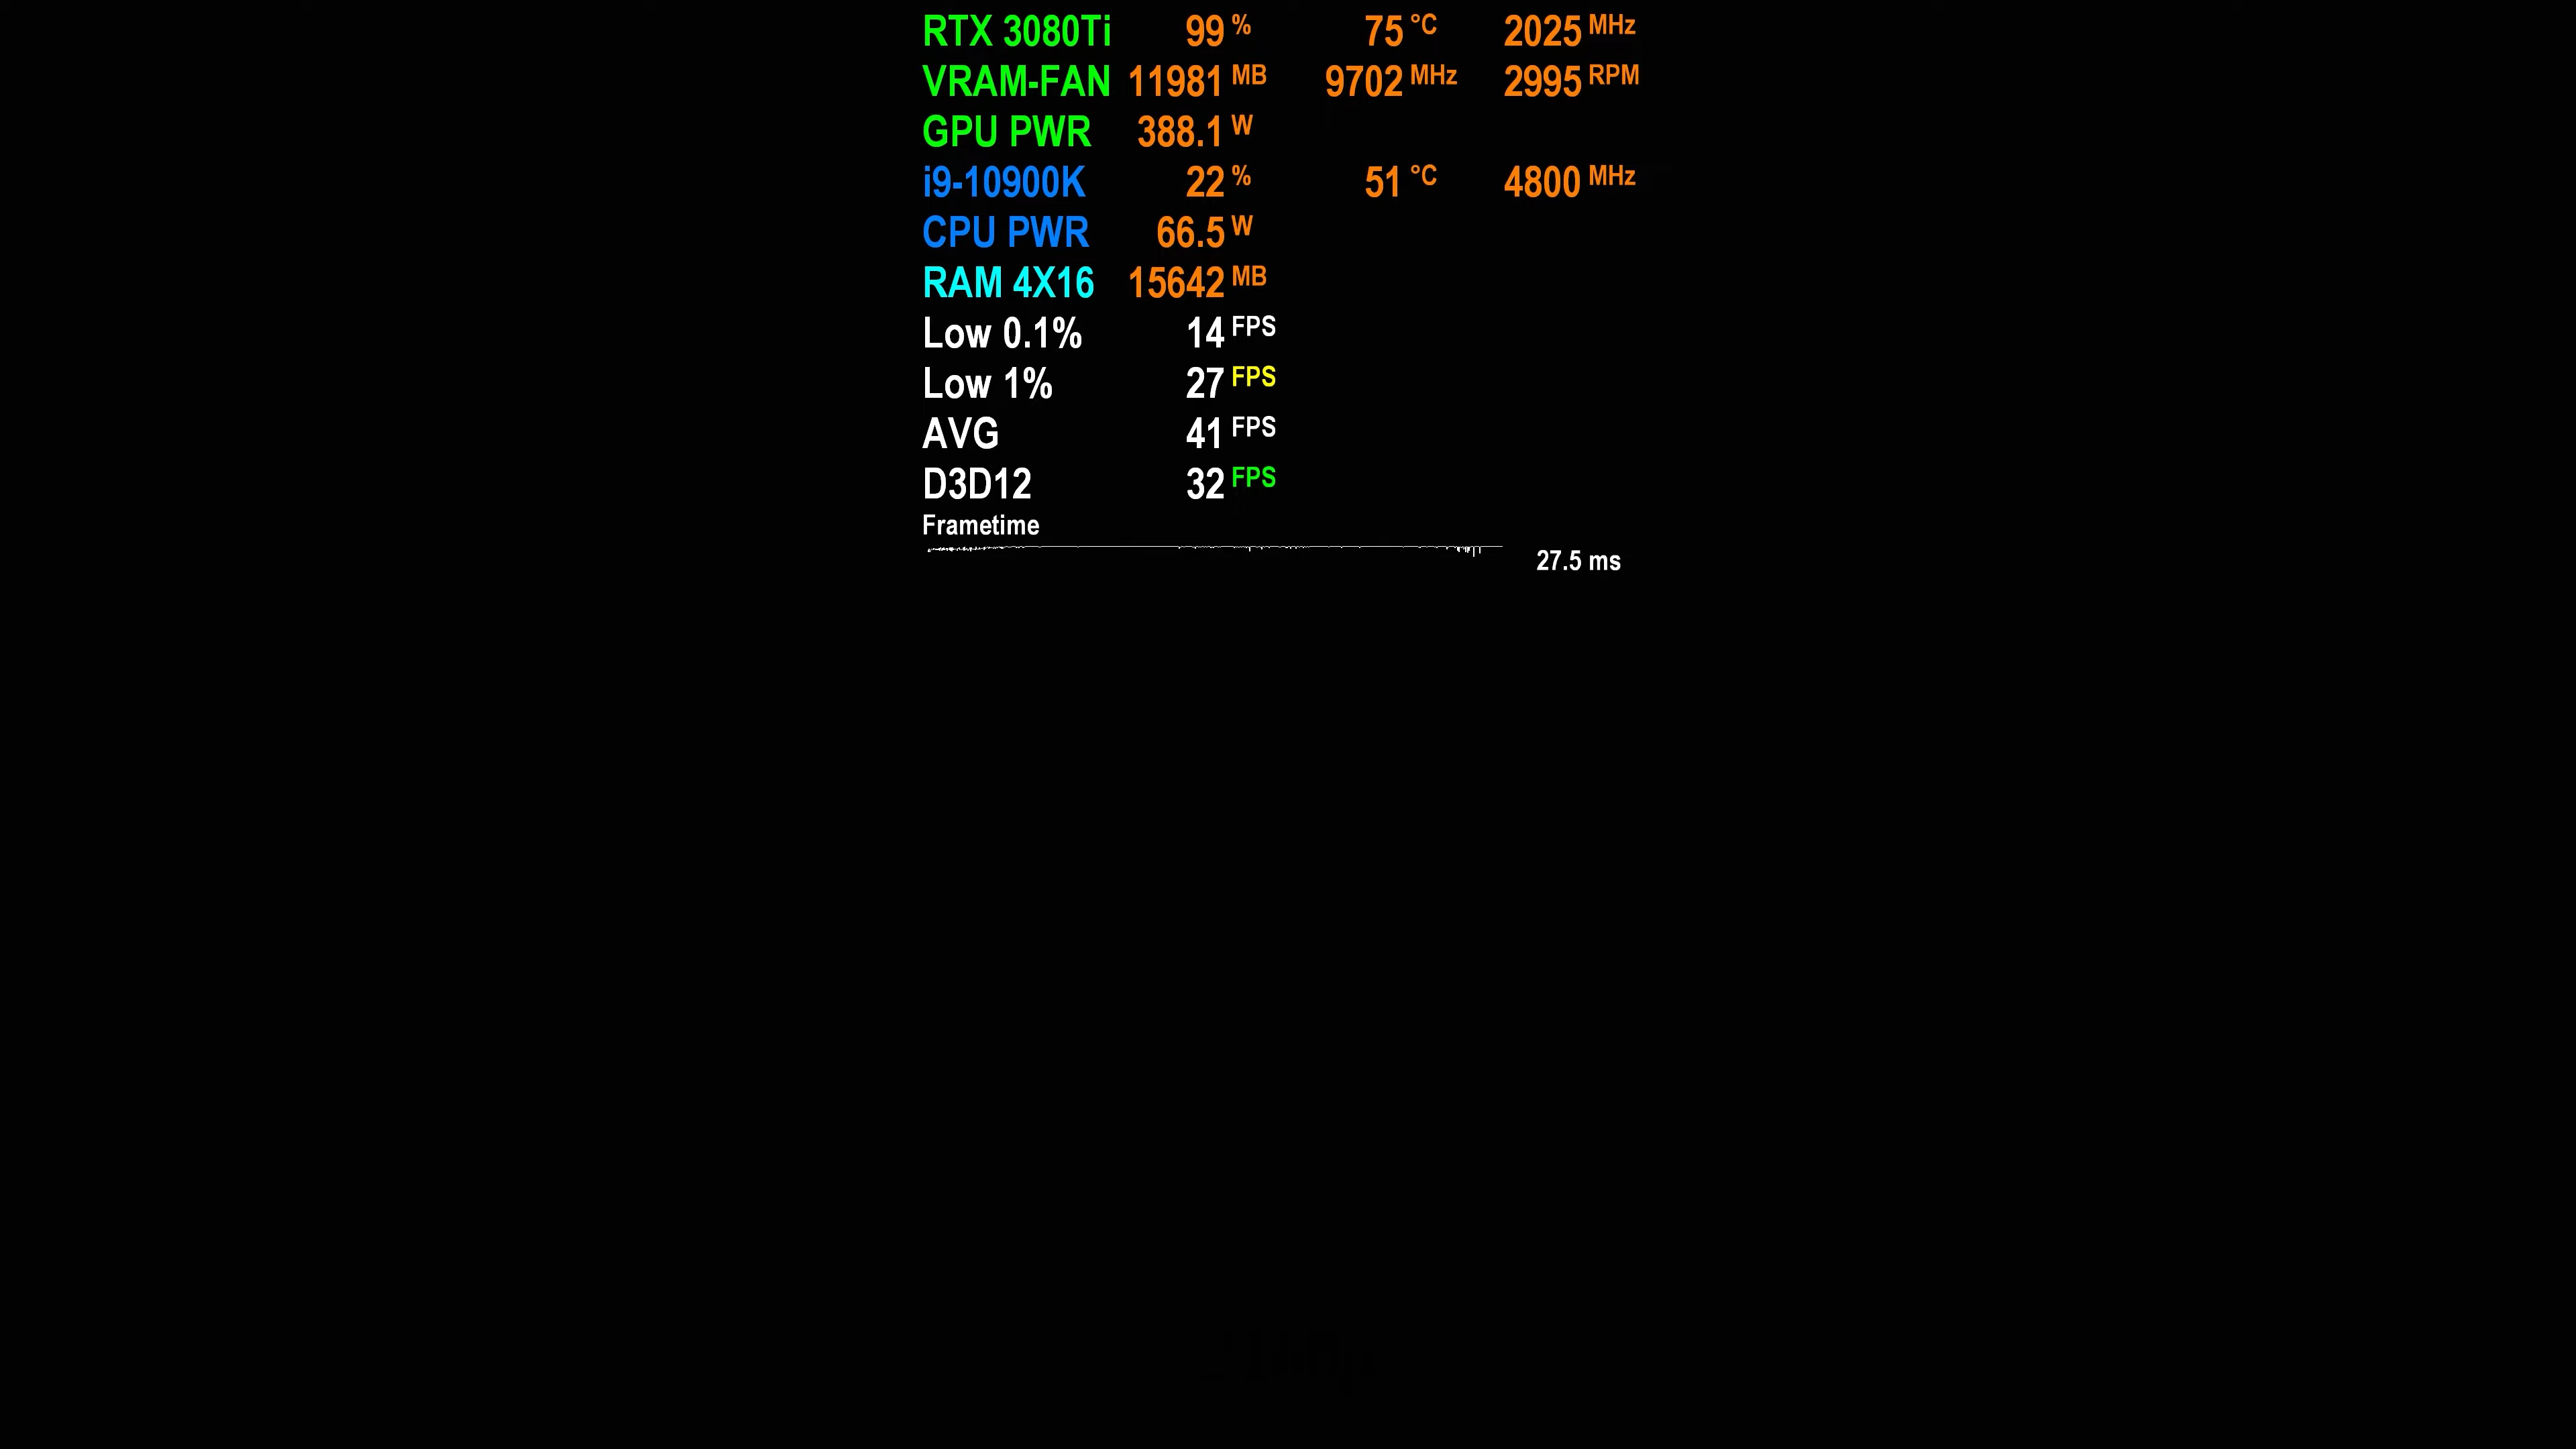 RTX 3080Ti 99 % 75 °C 2025 MHz
VRAM-FAN 11981 MB 9702 MHz 2995 RPM
GPU PWR 388.1 W
i9-10900K 22 % 51 °C 4800 MHz
CPU PWR 66.5 W
RAM 4X16 15642 MB
Low 0.1% 14 FPS
Low 1% 27 FPS
AVG 41 FPS
D3D12 32 FPS
Frametime
27.5 ms